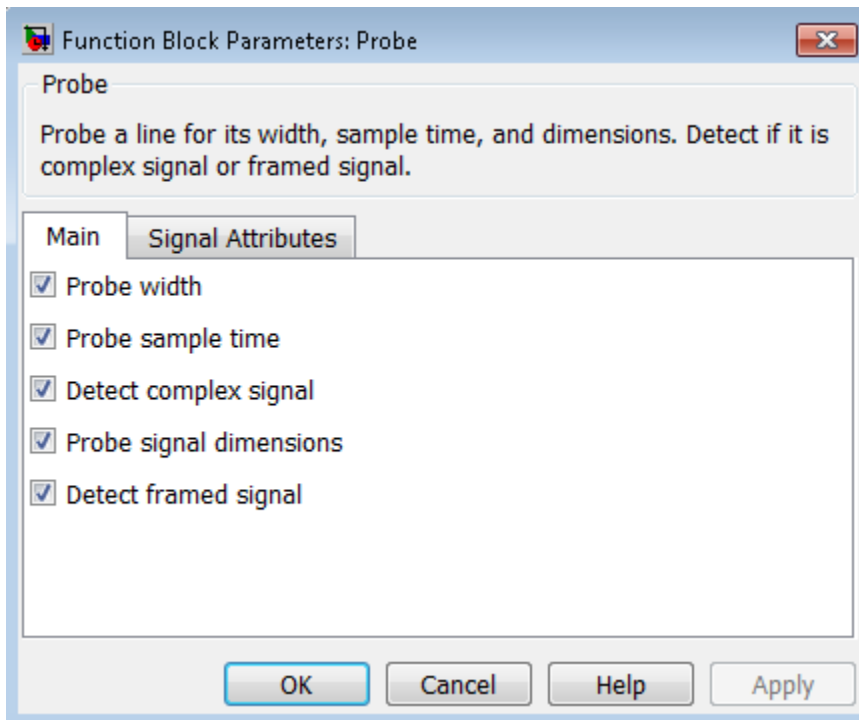 Function Block Parameters: Probe
Probe
Probe a line for its width, sample time, and dimensions. Detect if it is
complex signal or framed signal.
Main Signal Attributes
Probe width
Probe sample time
Detect complex signal
Probe signal dimensions
Detect framed signal
OK Cancel Help Apply